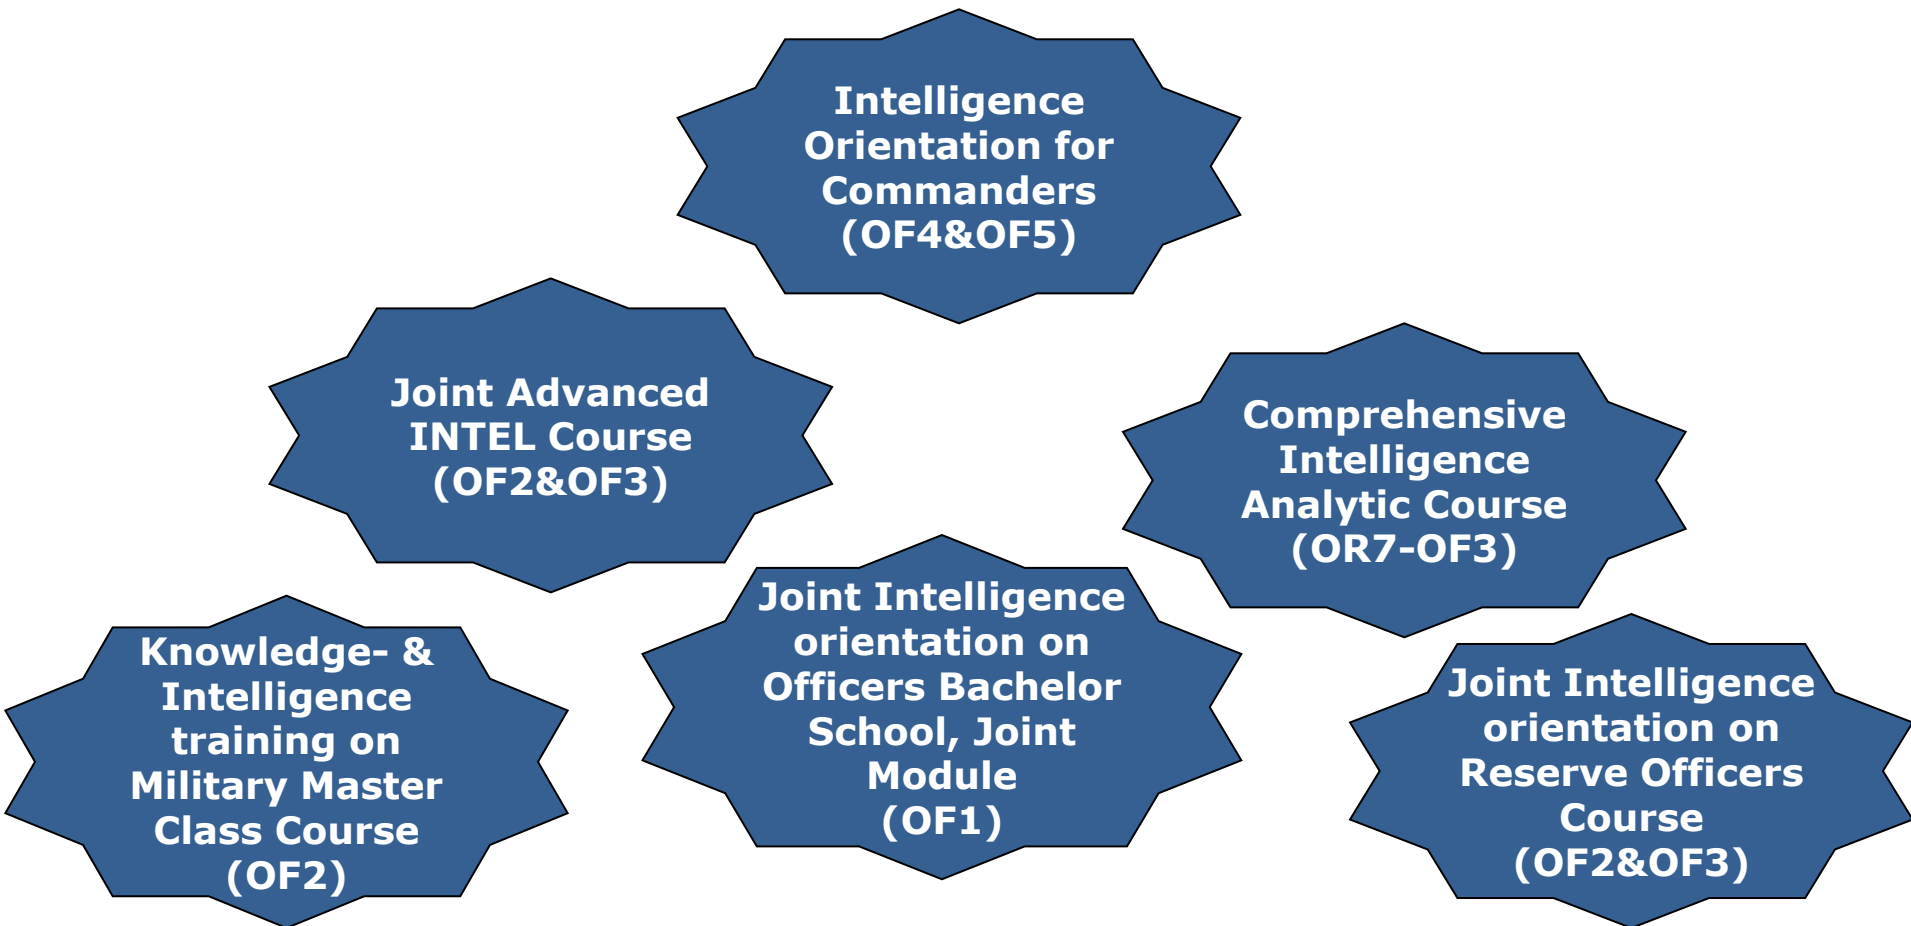 Intelligence
Orientation for
Commanders
(OF4&OF5)
Joint Advanced
INTEL Course
(OF2&OF3)
Comprehensive
Intelligence
Analytic Course
(OR7-OF3)
Knowledge- &
Intelligence
training on
Military Master
Class Course
(OF2)
Joint Intelligence
orientation on
Officers Bachelor
School, Joint
Module
(OF1)
Joint Intelligence
orientation on
Reserve Officers
Course
(OF2&OF3)